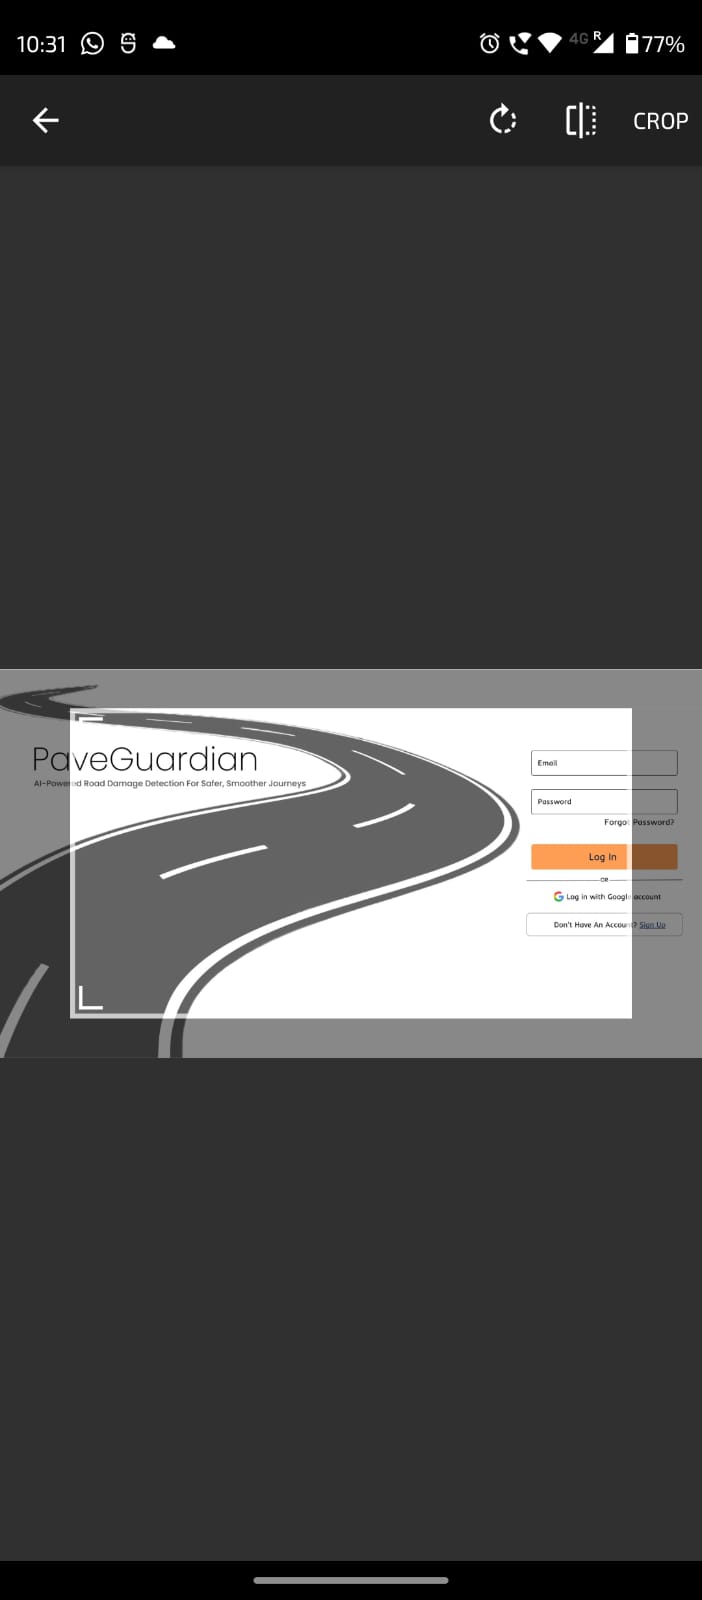 10:31 4G R 77%
CROP
PaveGuardian
AI-Powered Road Damage Detection For Safer, Smoother Journeys
Email
Password
Forgot Password?
Log In
OR
G Log in with Google account
Don't Have An Account? Sign Up